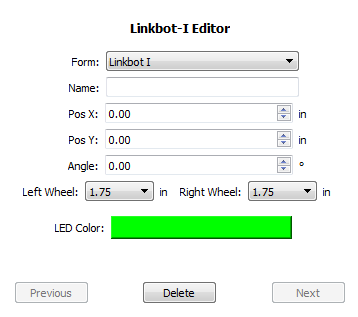 Linkbot-I Editor
Form: Linkbot I
Name:
Pos X: 0.00 in
Pos Y: 0.00 in
Angle: 0.00 °
Left Wheel: 1.75 in Right Wheel: 1.75 in
LED Color:
Previous Delete Next